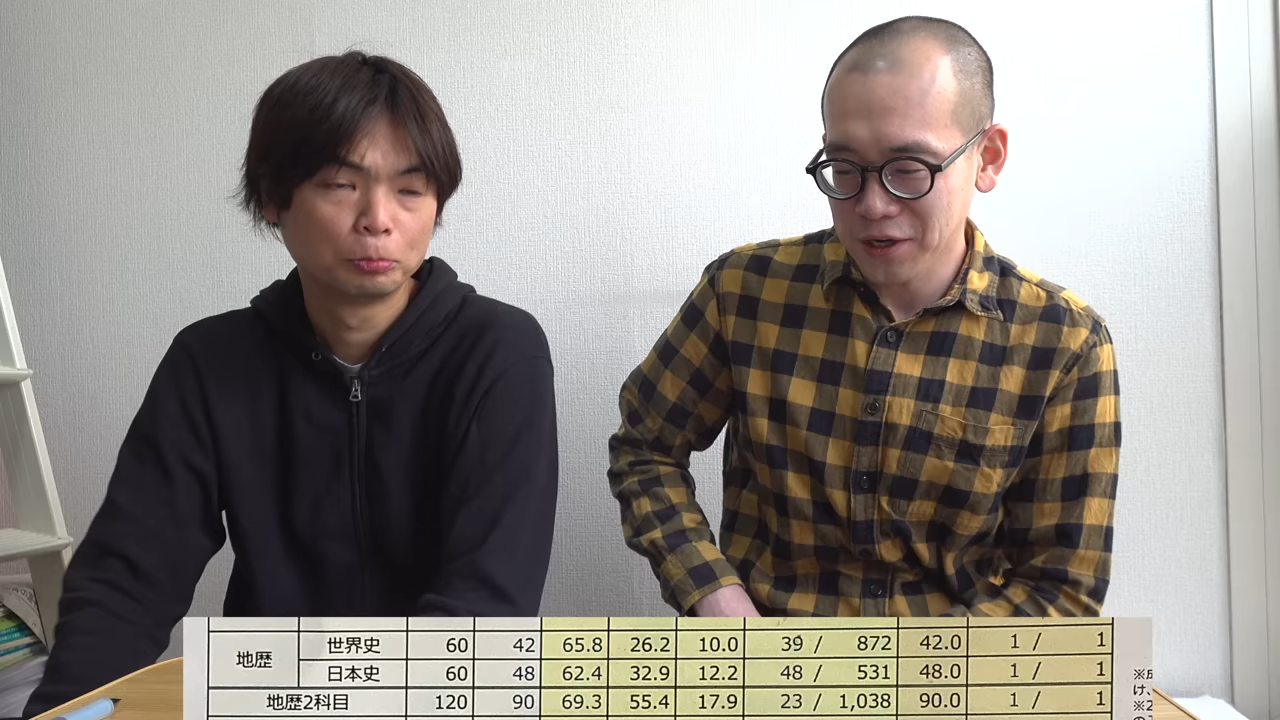 地歴 世界史 60 42 65.8 26.2 10.0 39 / 872 42.0 1 / 1
日本史 60 48 62.4 32.9 12.2 48 / 531 48.0 1 / 1
地歴2科目 120 90 69.3 55.4 17.9 23 / 1,038 90.0 1 / 1
け、
※2